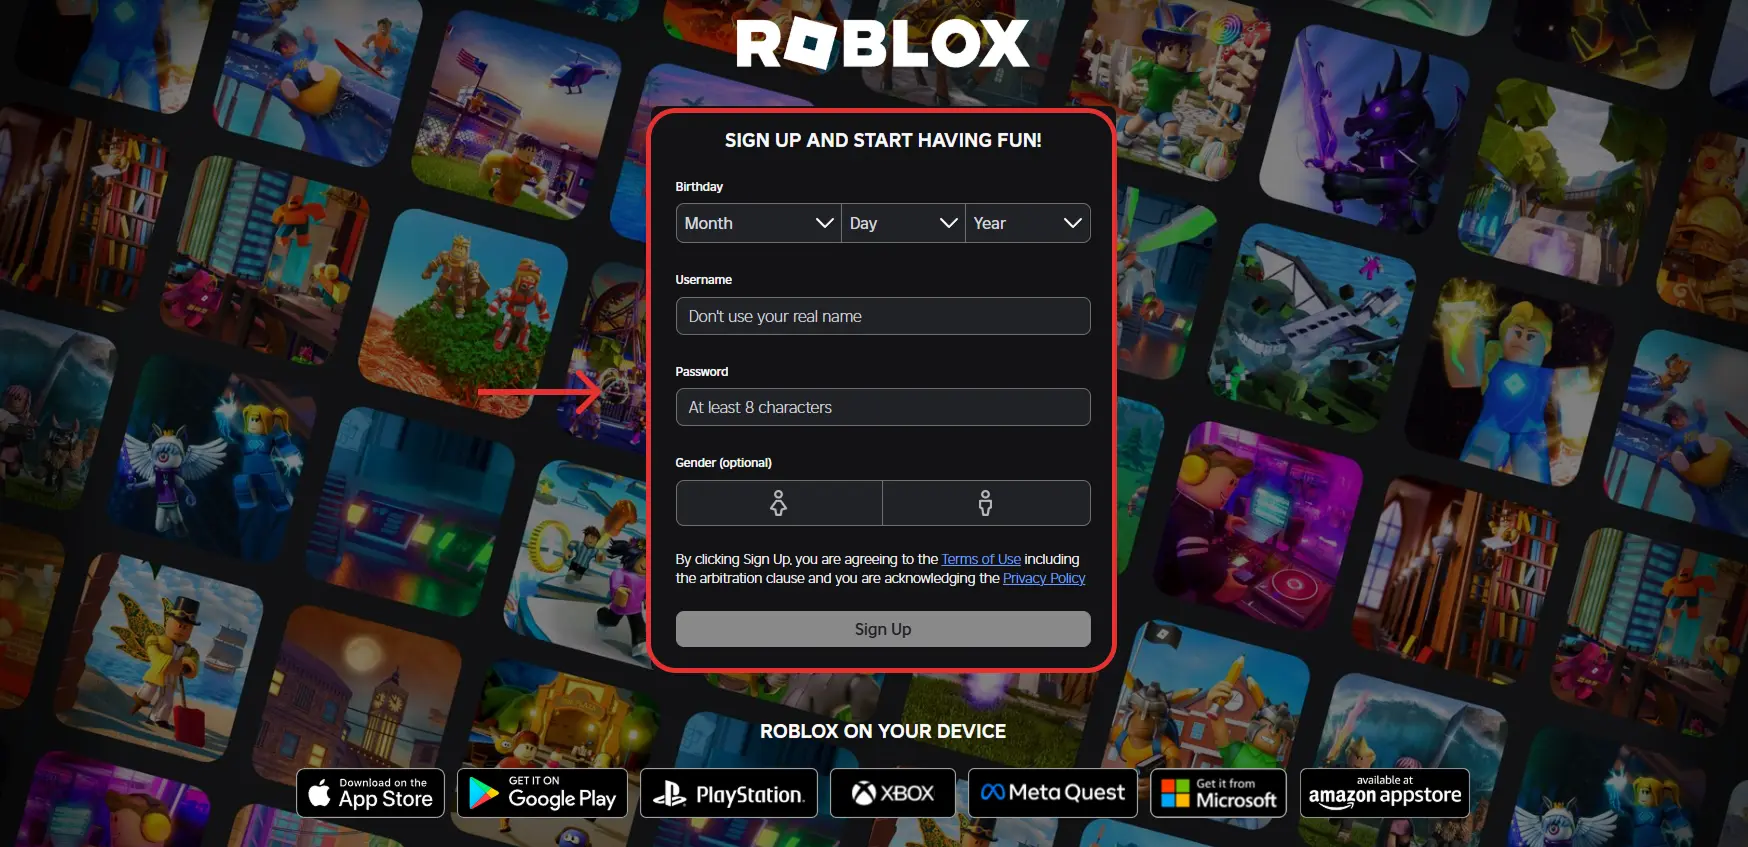 ROBLOX
SIGN UP AND START HAVING FUN!
Birthday
Month Day Year
Username
Don't use your real name
Password
At least 8 characters
Gender (optional)
By clicking Sign Up, you are agreeing to the Terms of Use including
the arbitration clause and you are acknowledging the Privacy Policy
Sign Up
ROBLOX ON YOUR DEVICE
Download on the
App Store
GET IT ON
Google Play
PlayStation.
XBOX
Meta Quest
Get it from
Microsoft
available at
amazon appstore